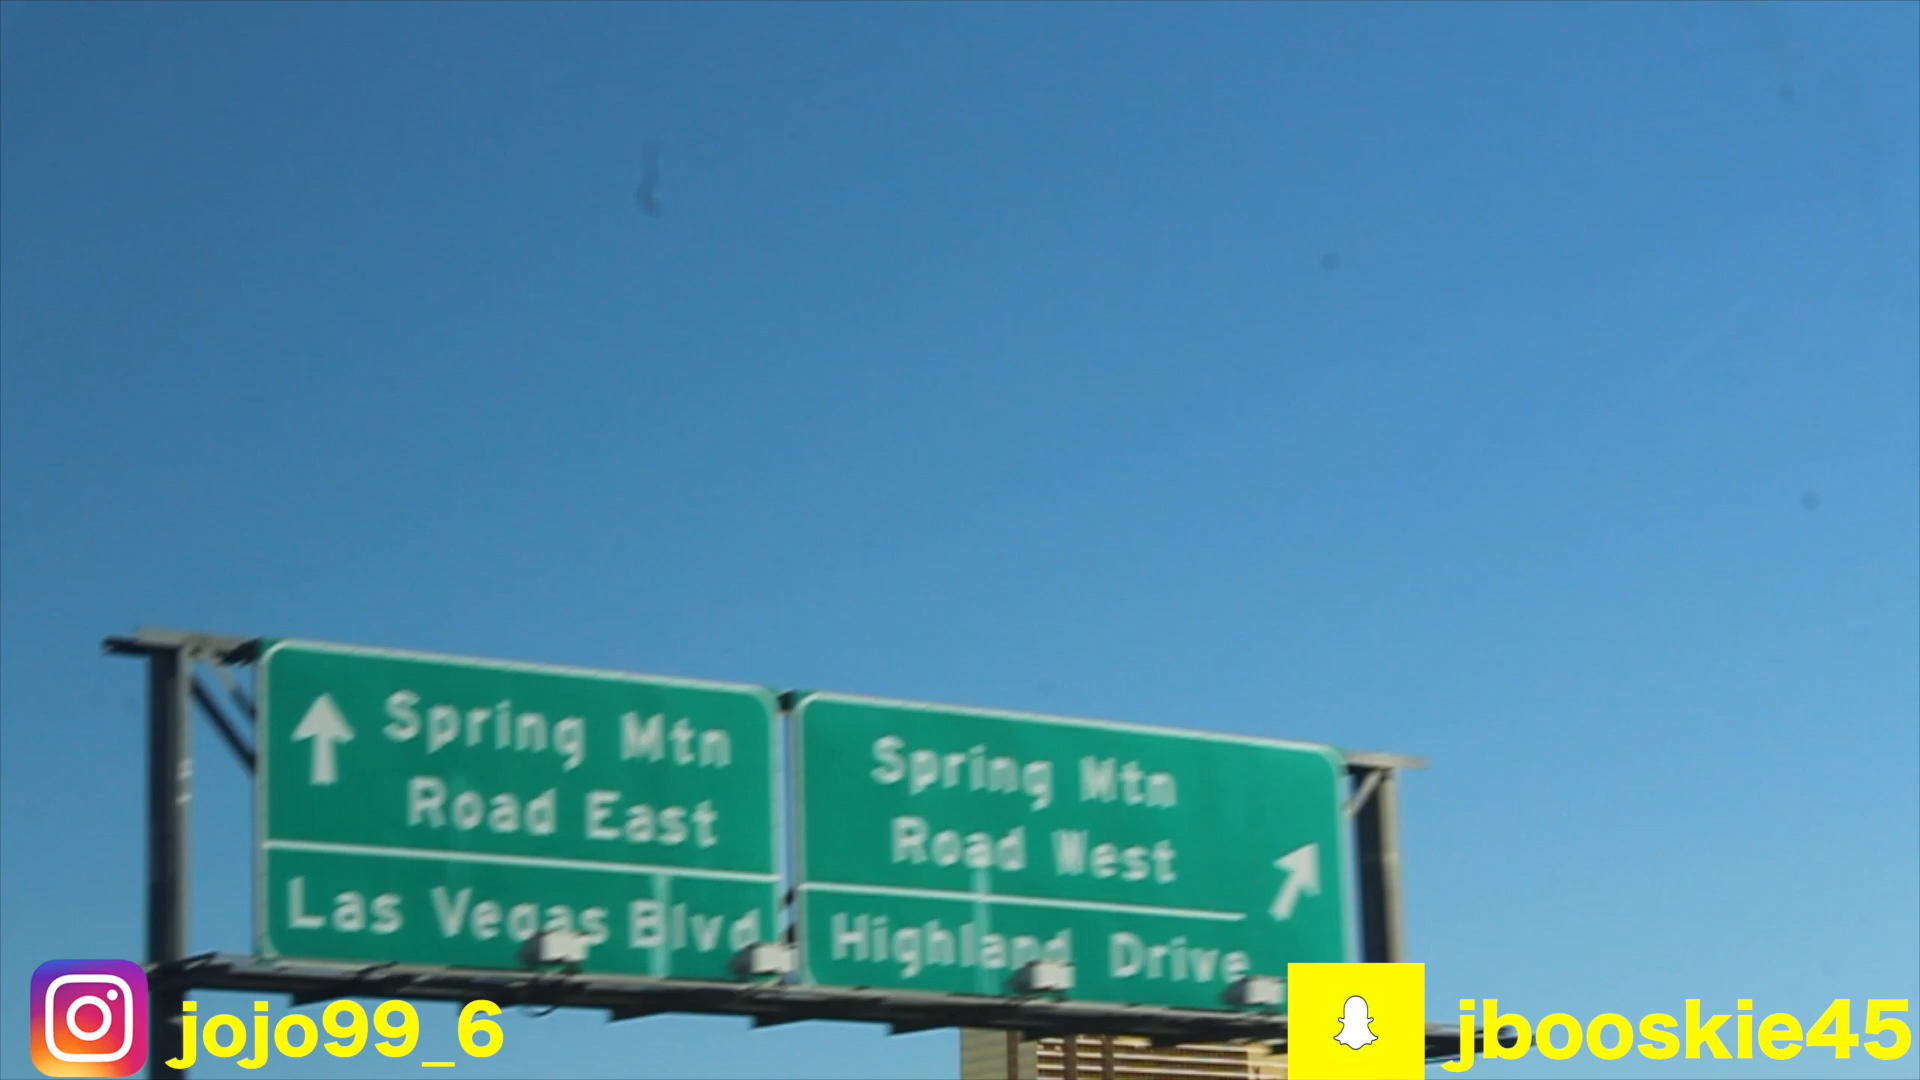 Spring Mtn
Road East
Las Vegas Blvd
Spring Mtn
Road West
Highland Drive
jojo99_6
jbooskie45